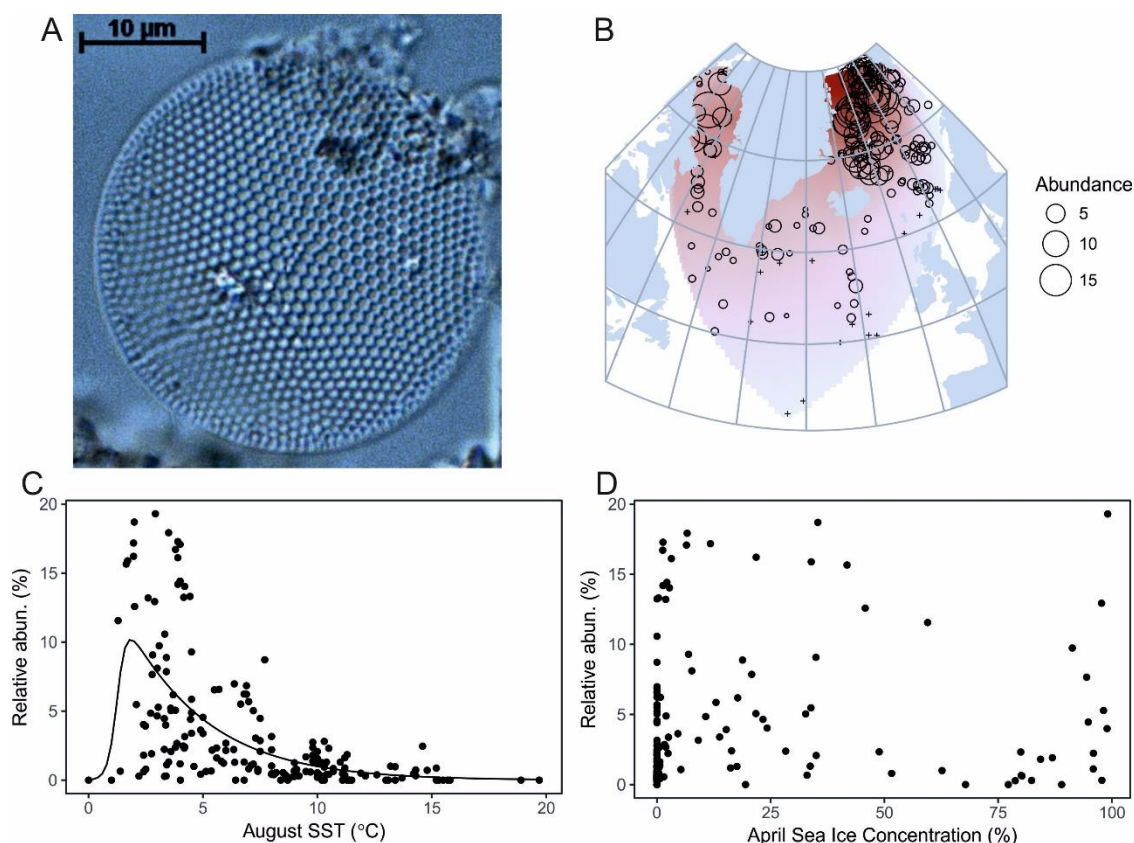 A
10 µm
B
Abundance
5
10
15
C
20
15
10
5
0
Relative abun. (%)
0 5 10 15 20
August SST (°C)
D
20
15
10
5
0
Relative abun. (%)
0 25 50 75 100
April Sea Ice Concentration (%)